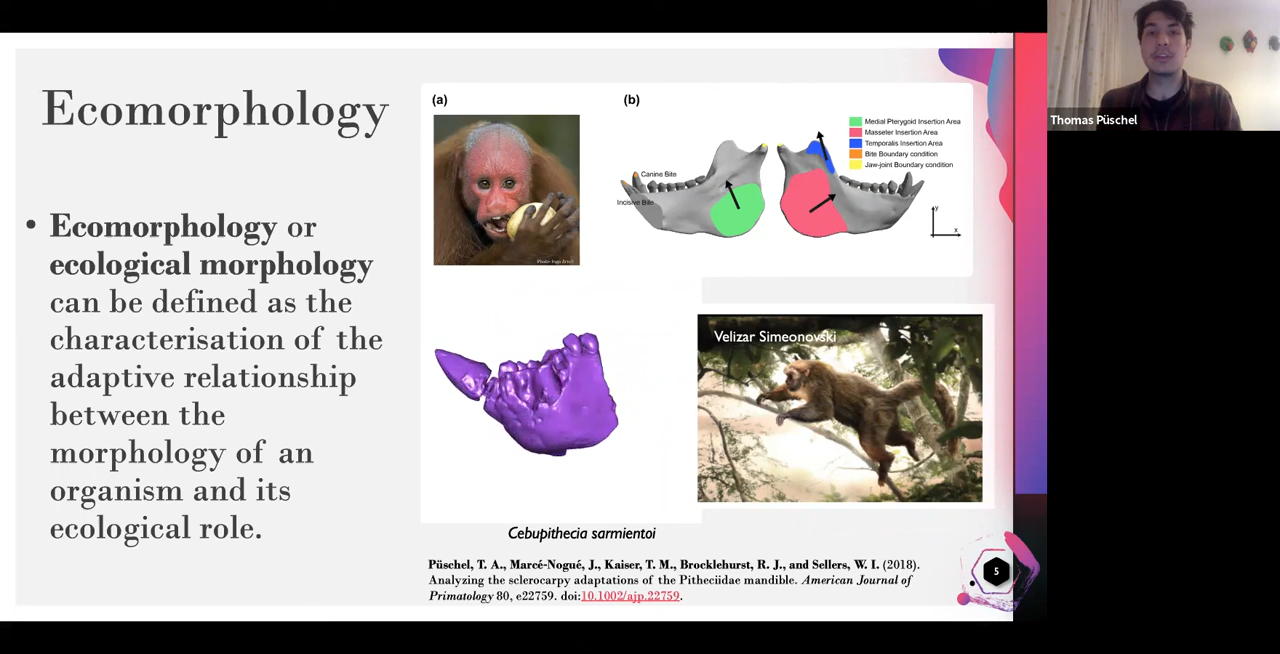 Ecomorphology
• Ecomorphology or
ecological morphology
can be defined as the
characterisation of the
adaptive relationship
between the
morphology of an
organism and its
ecological role.
(a)
(b)
Medial Pterygoid Insertion Area
Masseter Insertion Area
Temporalis Insertion Area
Bite Boundary condition
Jaw-joint Boundary condition
Canine Bite
Incisive Bite
y
x
Velizar Simeonovski
Cebupithecia sarmientoi
Püschel, T. A., Marcé-Nogué, J., Kaiser, T. M., Brocklehurst, R. J., and Sellers, W. I. (2018).
Analyzing the sclerocarpy adaptations of the Pitheciidae mandible. American Journal of
Primatology 80, e22759. doi:10.1002/ajp.22759.
5
Thomas Püschel